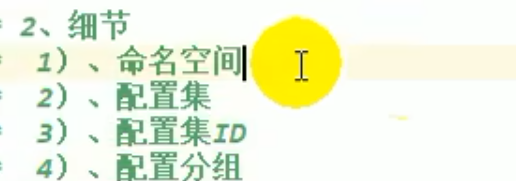 * 2、细节
* 1）、命名空间
* 2）、配置集
* 3）、配置集ID
* 4）、配置分组